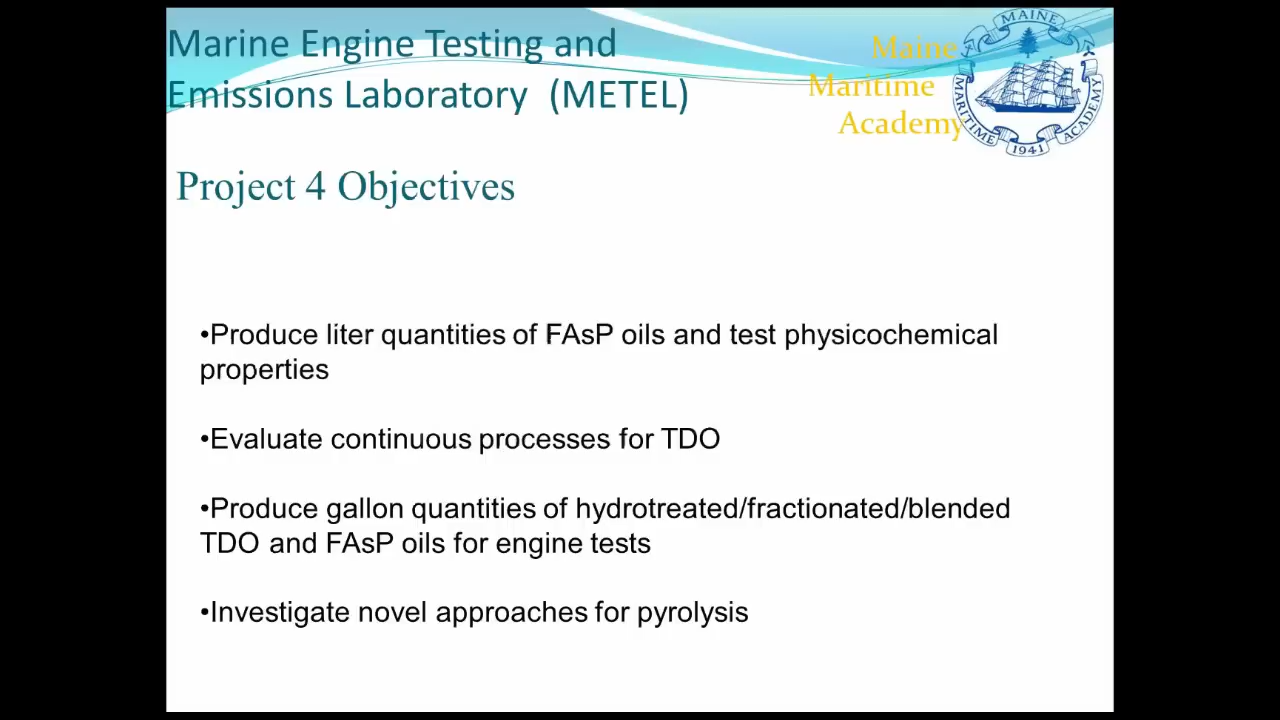 Marine Engine Testing and
Emissions Laboratory (METEL)
Maine
Maritime
Academy
MAINE
MARITIME
ACADEMY
1941
Project 4 Objectives
•Produce liter quantities of FAsP oils and test physicochemical
properties
•Evaluate continuous processes for TDO
•Produce gallon quantities of hydrotreated/fractionated/blended
TDO and FAsP oils for engine tests
•Investigate novel approaches for pyrolysis